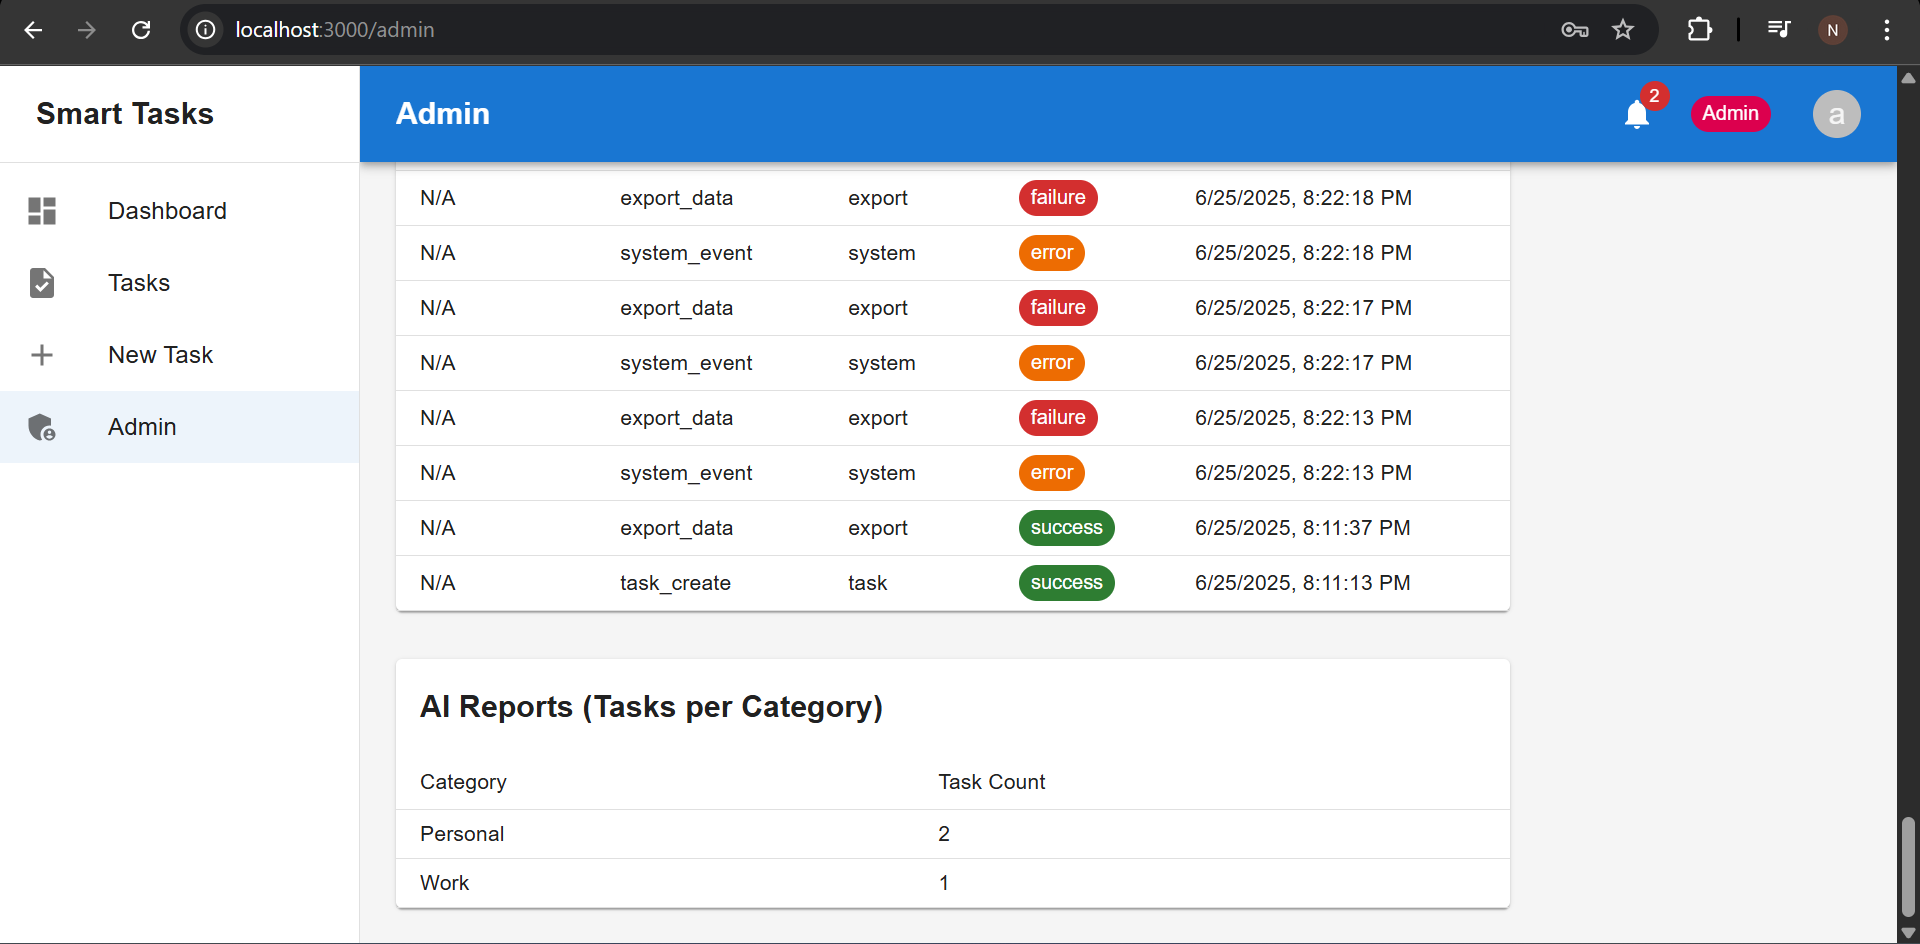 localhost:3000/admin
N
Smart Tasks
Admin
2
Admin
a
Dashboard
Tasks
New Task
Admin
N/A export_data export failure 6/25/2025, 8:22:18 PM
N/A system_event system error 6/25/2025, 8:22:18 PM
N/A export_data export failure 6/25/2025, 8:22:17 PM
N/A system_event system error 6/25/2025, 8:22:17 PM
N/A export_data export failure 6/25/2025, 8:22:13 PM
N/A system_event system error 6/25/2025, 8:22:13 PM
N/A export_data export success 6/25/2025, 8:11:37 PM
N/A task_create task success 6/25/2025, 8:11:13 PM
AI Reports (Tasks per Category)
Category Task Count
Personal 2
Work 1